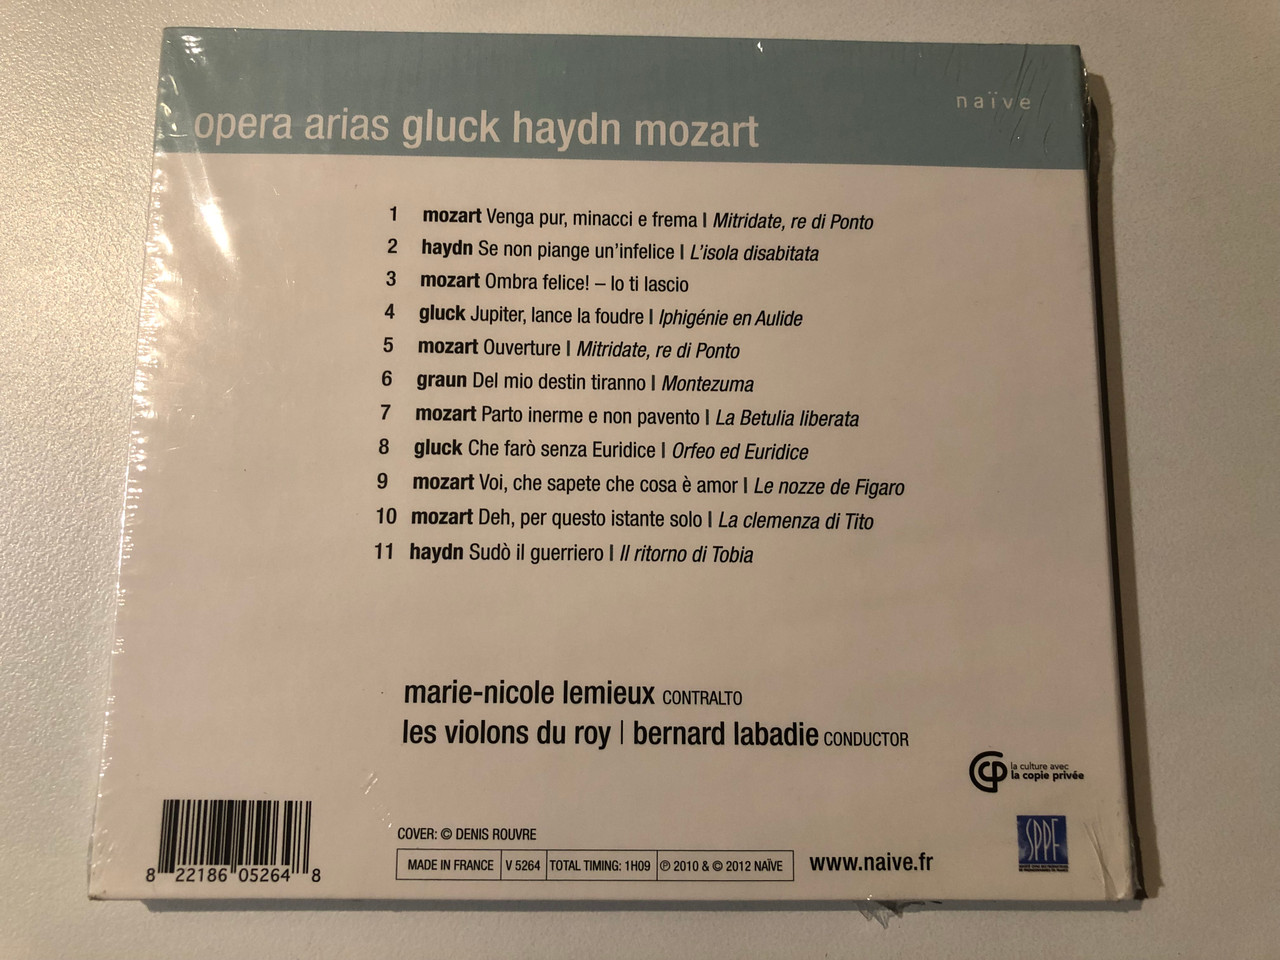 naïve
opera arias gluck haydn mozart
1 mozart Venga pur, minacci e frema | Mitridate, re di Ponto
2 haydn Se non piange un'infelice | L'isola disabitata
3 mozart Ombra felice! – Io ti lascio
4 gluck Jupiter, lance la foudre | Iphigénie en Aulide
5 mozart Ouverture | Mitridate, re di Ponto
6 graun Del mio destin tiranno | Montezuma
7 mozart Parto inerme e non pavento | La Betulia liberata
8 gluck Che farò senza Euridice | Orfeo ed Euridice
9 mozart Voi, che sapete che cosa è amor | Le nozze de Figaro
10 mozart Deh, per questo istante solo | La clemenza di Tito
11 haydn Sudò il guerriero | Il ritorno di Tobia
marie-nicole lemieux CONTRALTO
les violons du roy | bernard labadie CONDUCTOR
la culture avec
la copie privée
COVER: © DENIS ROUVRE
MADE IN FRANCE V 5264 TOTAL TIMING: 1H09 ℗ 2010 & © 2012 NAÏVE
www.naive.fr
SPPF
8 22186 05264 8